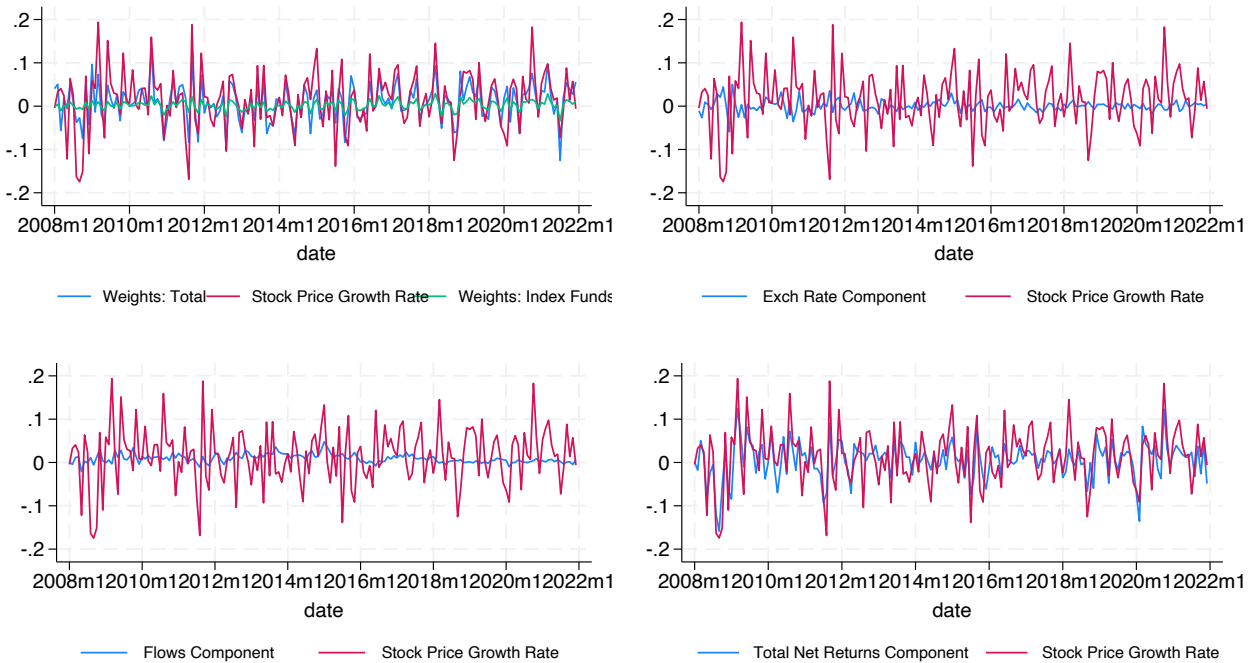 .2
.1
0
-.1
-.2
2008m1 2010m1 2012m1 2014m1 2016m1 2018m1 2020m1 2022m1
date
Weights: Total Stock Price Growth Rate Weights: Index Funds
.2
.1
0
-.1
-.2
2008m1 2010m1 2012m1 2014m1 2016m1 2018m1 2020m1 2022m1
date
Exch Rate Component Stock Price Growth Rate
.2
.1
0
-.1
-.2
2008m1 2010m1 2012m1 2014m1 2016m1 2018m1 2020m1 2022m1
date
Flows Component Stock Price Growth Rate
.2
.1
0
-.1
-.2
2008m1 2010m1 2012m1 2014m1 2016m1 2018m1 2020m1 2022m1
date
Total Net Returns Component Stock Price Growth Rate